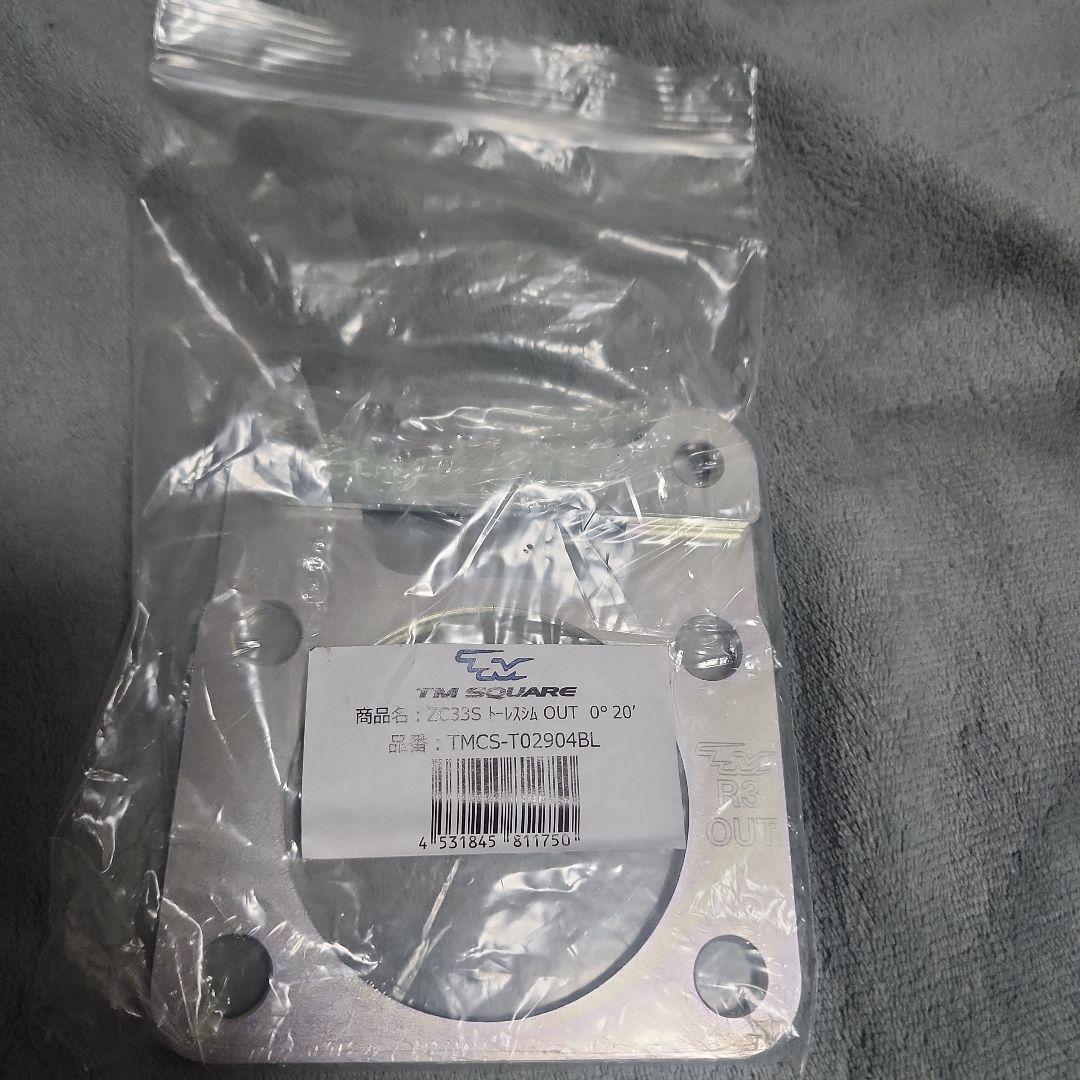 TM SQUARE
商品名：ZC33S ﾄｰﾚｽｼﾑ OUT 0° 20′
品番：TMCS-T02904BL
4 531845 811750
R3
OUT